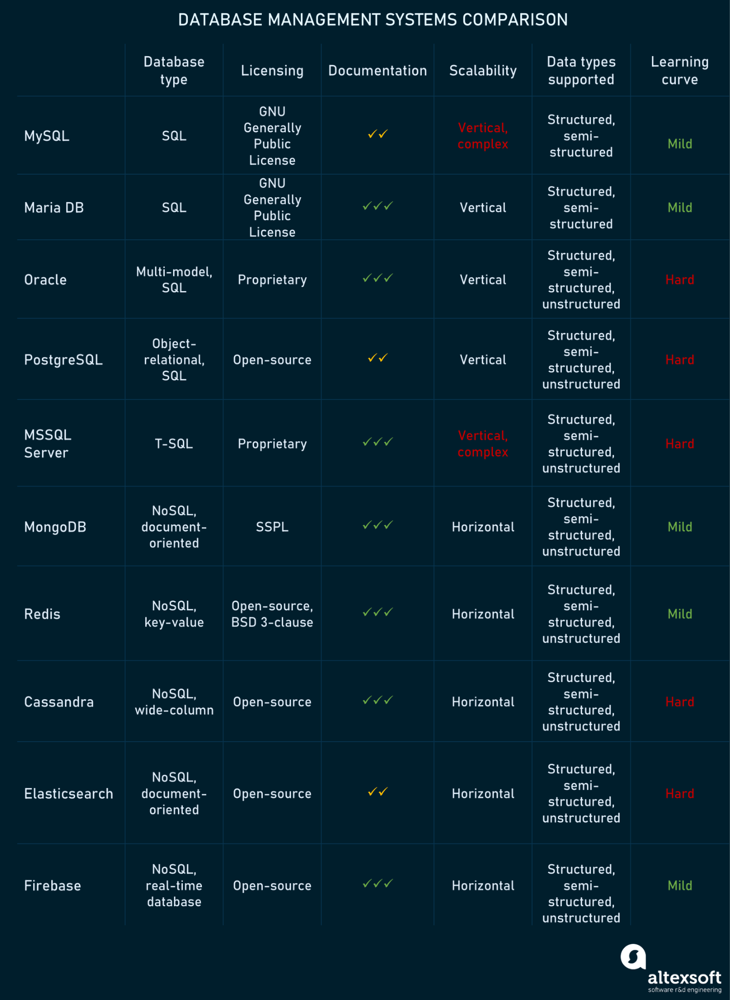 DATABASE MANAGEMENT SYSTEMS COMPARISON
Database
type
Licensing
Documentation
Scalability
Data types
supported
Learning
curve
MySQL
SQL
GNU
Generally
Public
License
✓✓
Vertical,
complex
Structured,
semi-
structured
Mild
Maria DB
SQL
GNU
Generally
Public
License
✓✓✓
Vertical
Structured,
semi-
structured
Mild
Oracle
Multi-model,
SQL
Proprietary
✓✓✓
Vertical
Structured,
semi-
structured,
unstructured
Hard
PostgreSQL
Object-
relational,
SQL
Open-source
✓✓
Vertical
Structured,
semi-
structured,
unstructured
Hard
MSSQL
Server
T-SQL
Proprietary
✓✓✓
Vertical,
complex
Structured,
semi-
structured,
unstructured
Hard
MongoDB
NoSQL,
document-
oriented
SSPL
✓✓✓
Horizontal
Structured,
semi-
structured,
unstructured
Mild
Redis
NoSQL,
key-value
Open-source,
BSD 3-clause
✓✓✓
Horizontal
Structured,
semi-
structured,
unstructured
Mild
Cassandra
NoSQL,
wide-column
Open-source
✓✓✓
Horizontal
Structured,
semi-
structured,
unstructured
Hard
Elasticsearch
NoSQL,
document-
oriented
Open-source
✓✓
Horizontal
Structured,
semi-
structured,
unstructured
Hard
Firebase
NoSQL,
real-time
database
Open-source
✓✓✓
Horizontal
Structured,
semi-
structured,
unstructured
Mild
altexsoft
software r&d engineering